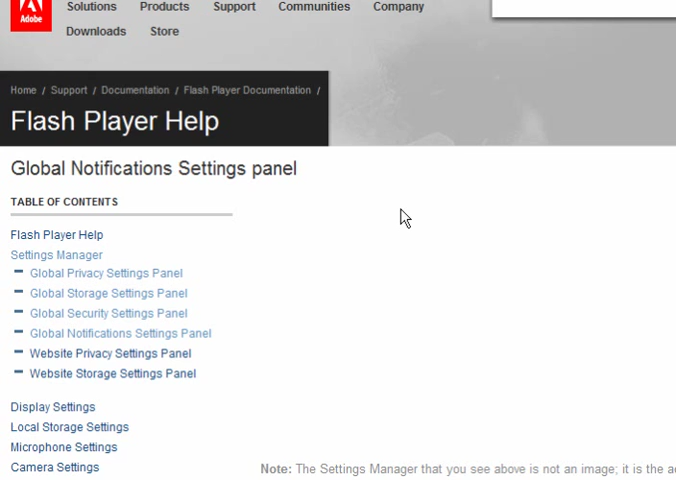 Adobe
Solutions Products Support Communities Company
Downloads Store
Home / Support / Documentation / Flash Player Documentation /
Flash Player Help
Global Notifications Settings panel
TABLE OF CONTENTS
Flash Player Help
Settings Manager
Global Privacy Settings Panel
Global Storage Settings Panel
Global Security Settings Panel
Global Notifications Settings Panel
Website Privacy Settings Panel
Website Storage Settings Panel
Display Settings
Local Storage Settings
Microphone Settings
Camera Settings
Note: The Settings Manager that you see above is not an image; it is the